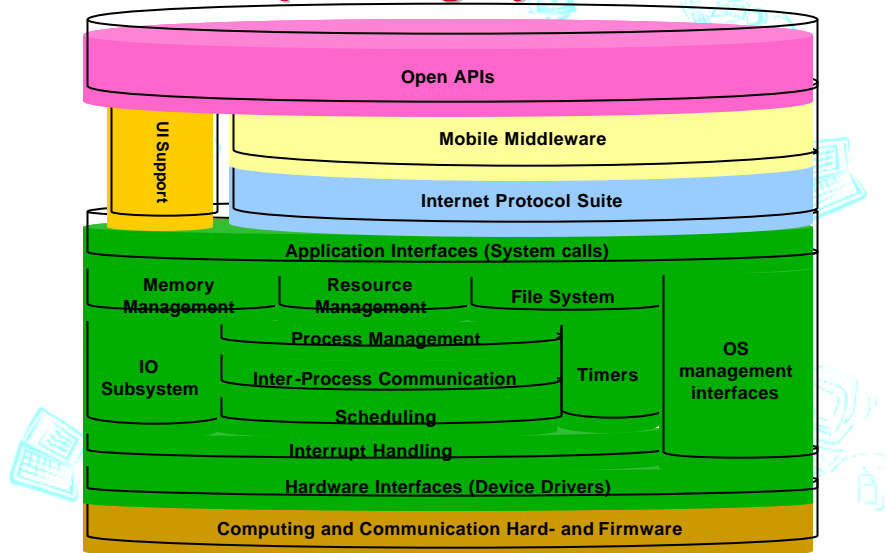 Open APIs
UI Support
Mobile Middleware
Internet Protocol Suite
Application Interfaces (System calls)
Memory
Management
Resource
Management
File System
Process Management
IO
Subsystem
Inter-Process Communication
Timers
OS
management
interfaces
Scheduling
Interrupt Handling
Hardware Interfaces (Device Drivers)
Computing and Communication Hard- and Firmware